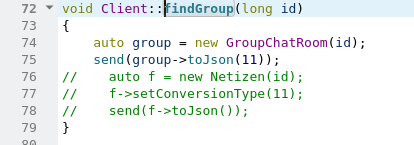 72 void Client::findGroup(long id)
73 {
74     auto group = new GroupChatRoom(id);
75     send(group->toJson(11));
76 //    auto f = new Netizen(id);
77 //    f->setConversionType(11);
78 //    send(f->toJson());
79 }
80